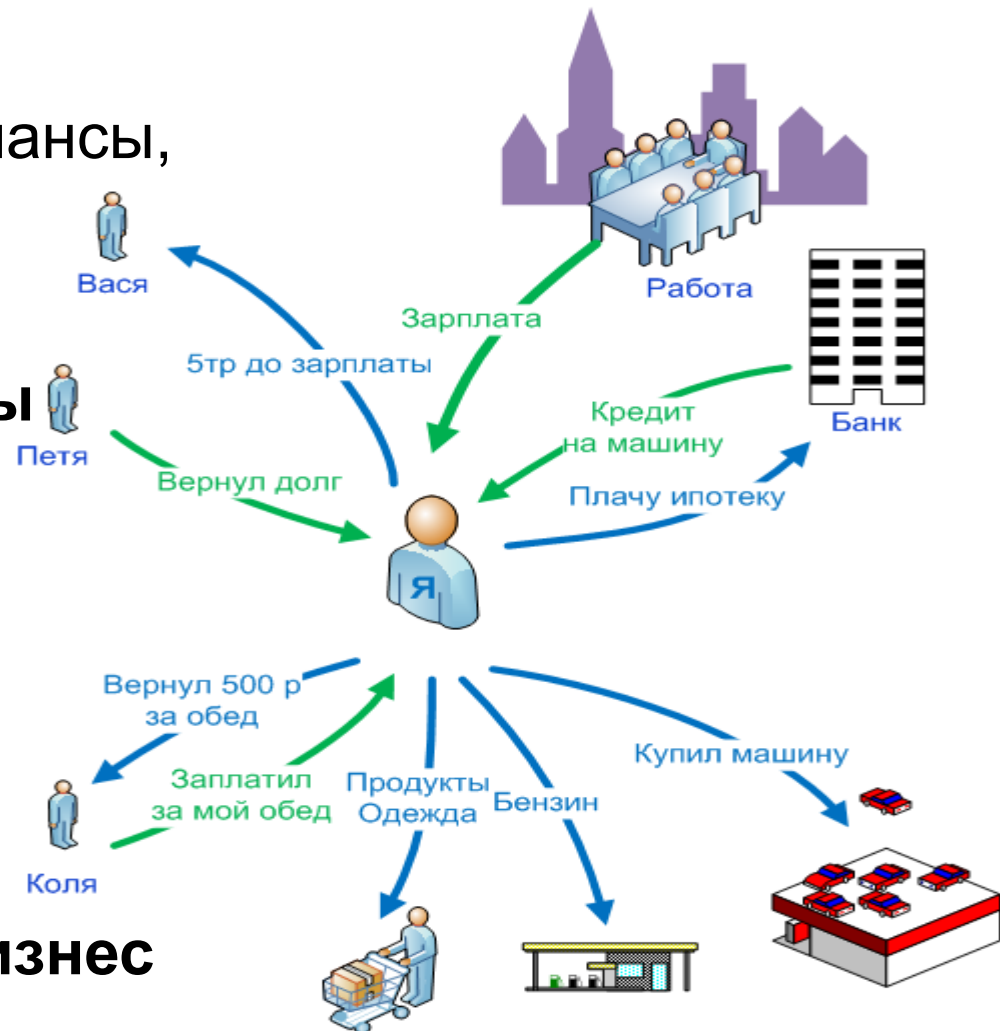 нансы,
Вася
Работа
Зарплата
5тр до зарплаты
ы
Петя
Кредит
на машину
Банк
Вернул долг
Плачу ипотеку
Я
Вернул 500 р
за обед
Купил машину
Заплатил
за мой обед
Продукты
Одежда
Бензин
Коля
изнес